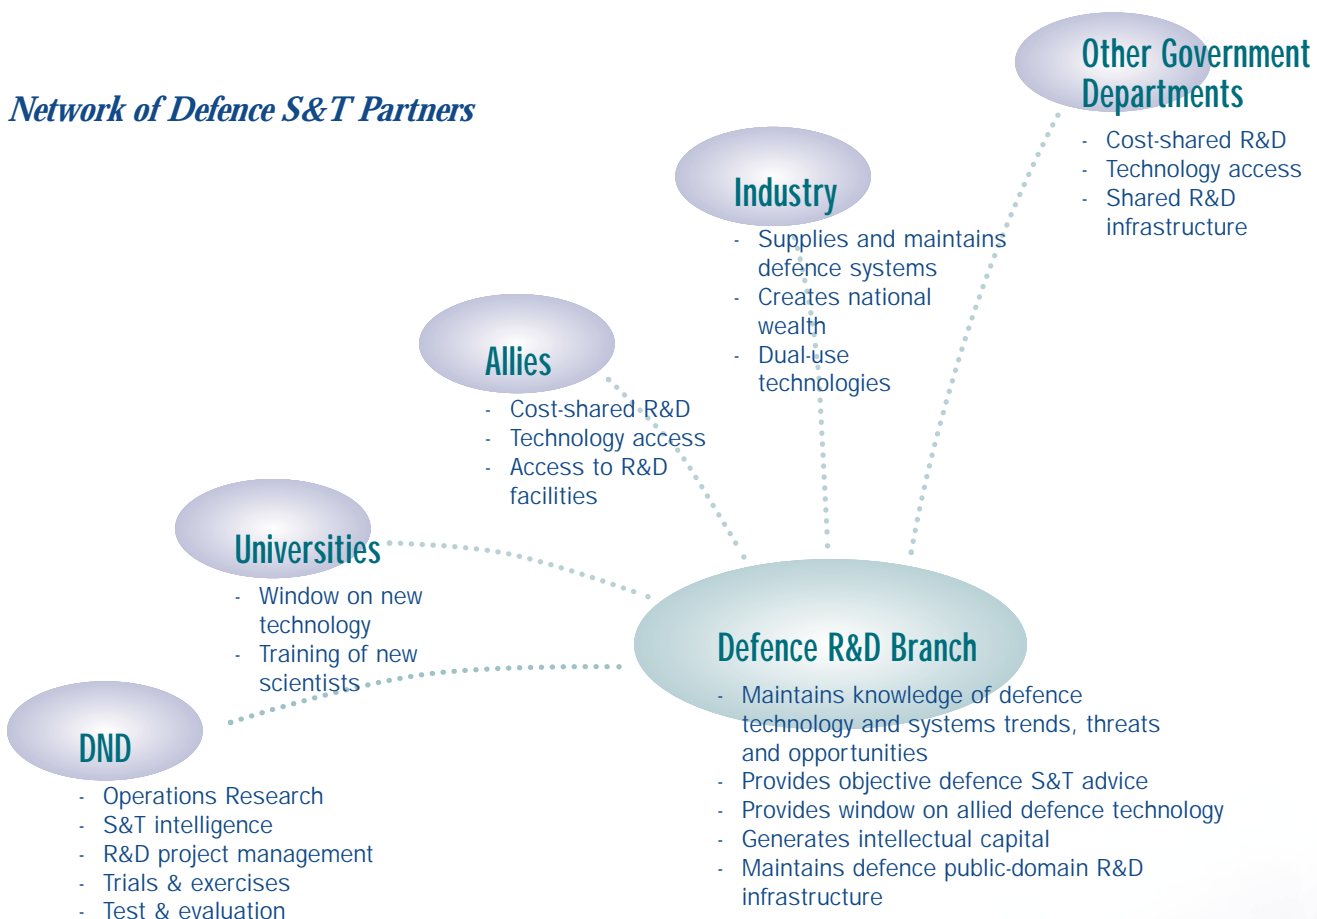 Network of Defence S&T Partners
Other Government
Departments
- Cost-shared R&D
- Technology access
- Shared R&D
infrastructure
Industry
- Supplies and maintains
defence systems
- Creates national
wealth
- Dual-use
technologies
Allies
- Cost-shared R&D
- Technology access
- Access to R&D
facilities
Universities
- Window on new
technology
- Training of new
scientists
DND
- Operations Research
- S&T intelligence
- R&D project management
- Trials & exercises
- Test & evaluation
Defence R&D Branch
- Maintains knowledge of defence
technology and systems trends, threats
and opportunities
- Provides objective defence S&T advice
- Provides window on allied defence technology
- Generates intellectual capital
- Maintains defence public-domain R&D
infrastructure